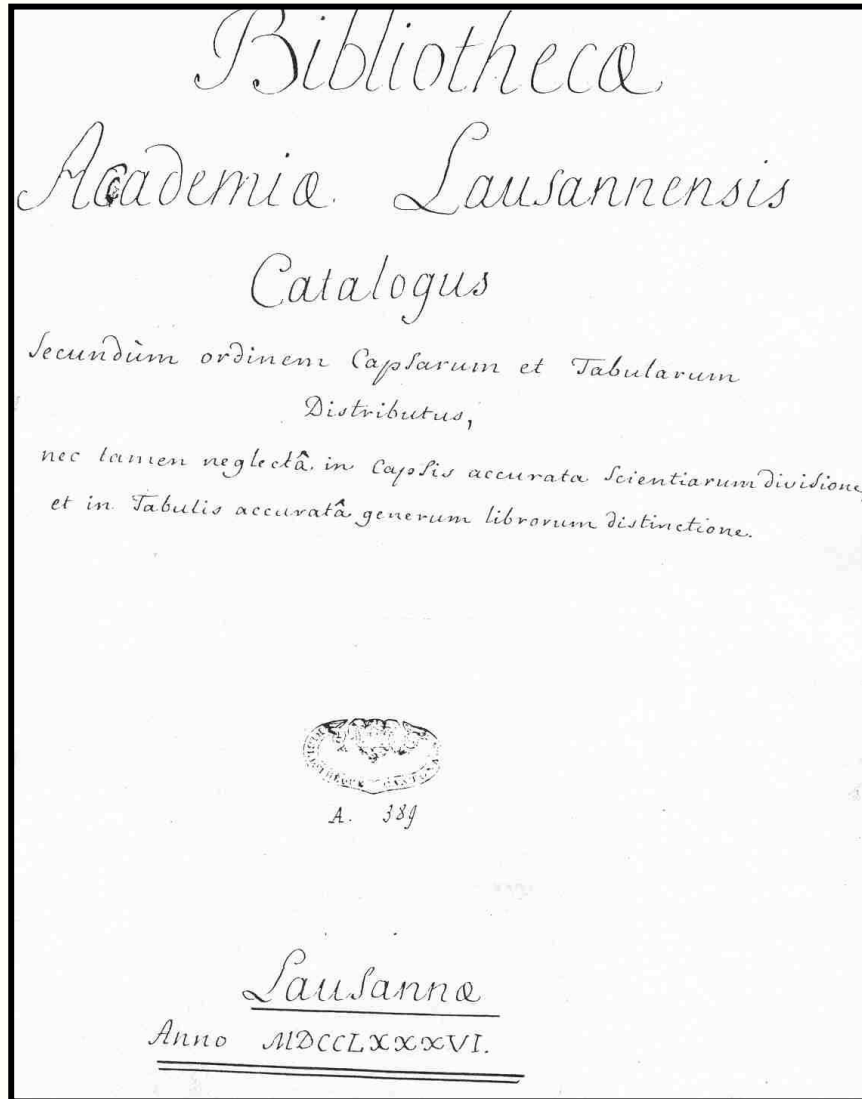 Bibliothecæ
Academiæ Lausannensis
Catalogus
Secundùm ordinem Capsarum et Tabularum
Distributus,
nec tamen neglectâ in Capsis accurata Scientiarum divisione,
et in Tabulis accuratâ generum librorum distinctione.
A. 389
Lausannæ
Anno MDCCLXXXVI.